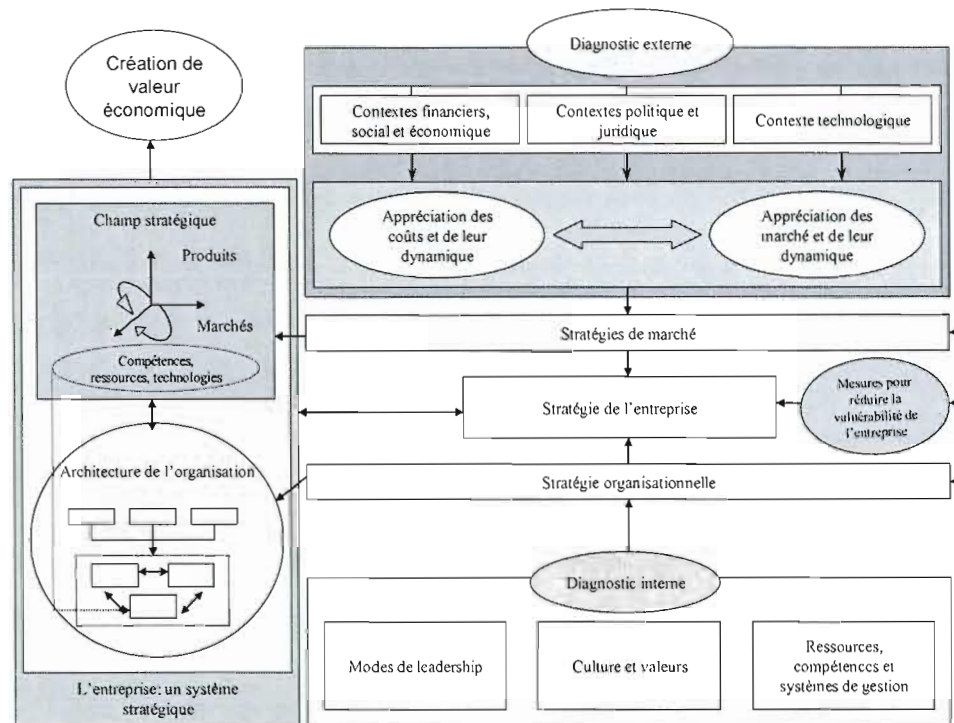 Création de
valeur
économique
Diagnostic externe
Contextes financiers,
social et économique
Contextes politique et
juridique
Contexte technologique
Appréciation des
coûts et de leur
dynamique
Appréciation des
marché et de leur
dynamique
Champ stratégique
Produits
Marchés
Compétences,
ressources, technologies
Stratégies de marché
Stratégie de l'entreprise
Mesures pour
réduire la
vulnérabilité de
l'entreprise
Architecture de l'organisation
Stratégie organisationnelle
Diagnostic interne
Modes de leadership
Culture et valeurs
Ressources,
compétences et
systèmes de gestion
L'entreprise: un système
stratégique